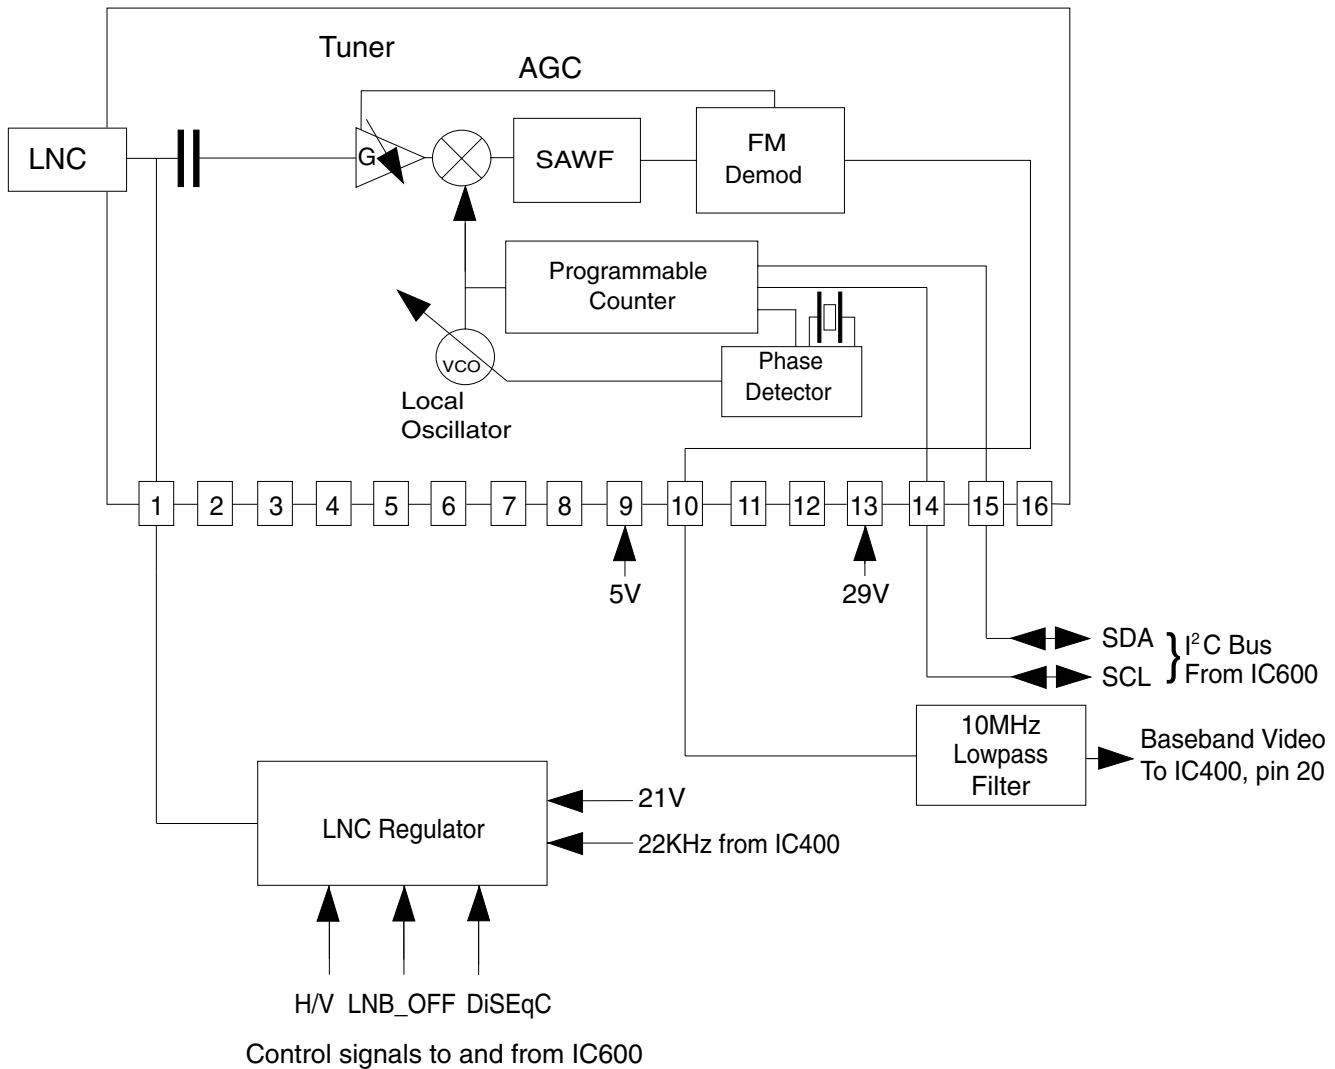 Tuner
AGC
LNC
G
SAWF
FM
Demod
Programmable
Counter
VCO
Phase
Detector
Local
Oscillator
1 2 3 4 5 6 7 8 9 10 11 12 13 14 15 16
5V
29V
SDA
SCL
} I²C Bus
From IC600
10MHz
Lowpass
Filter
Baseband Video
To IC400, pin 20
LNC Regulator
21V
22KHz from IC400
H/V LNB_OFF DiSEqC
Control signals to and from IC600